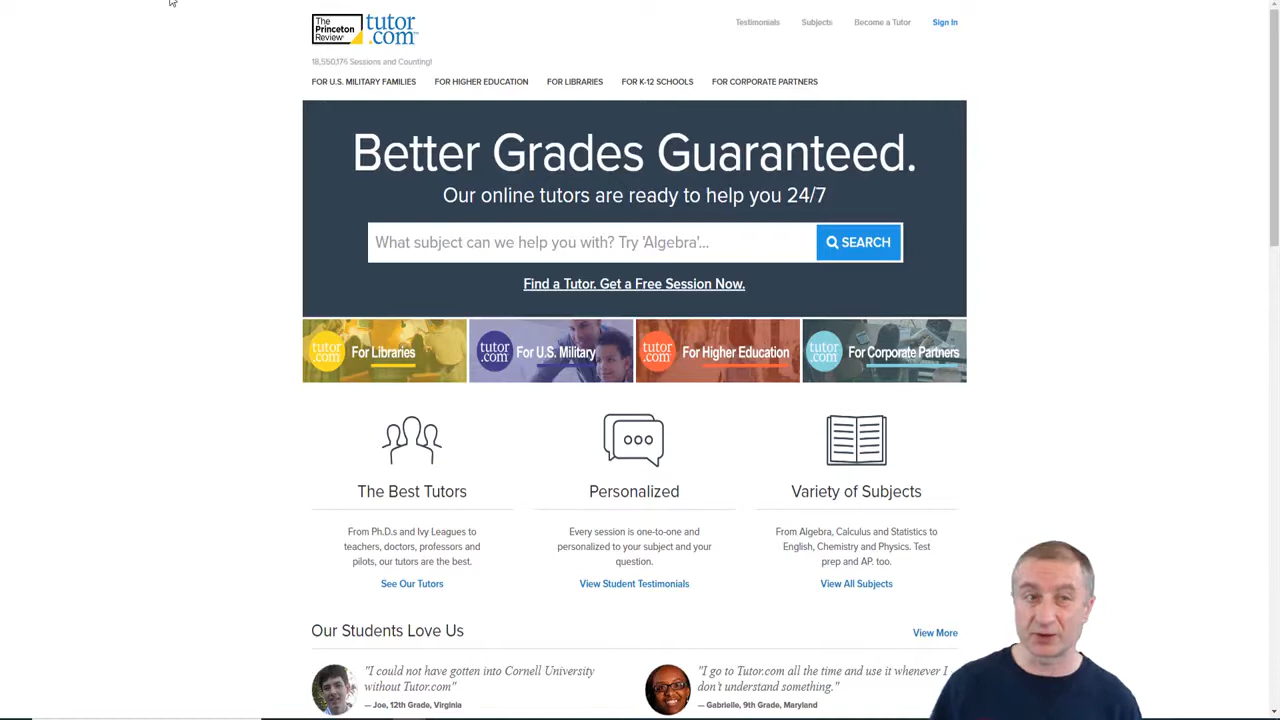 The
Princeton
Review
tutor
.com
Testimonials
Subjects
Become a Tutor
Sign In
18,550,176 Sessions and Counting!
FOR U.S. MILITARY FAMILIES
FOR HIGHER EDUCATION
FOR LIBRARIES
FOR K-12 SCHOOLS
FOR CORPORATE PARTNERS
Better Grades Guaranteed.
Our online tutors are ready to help you 24/7
What subject can we help you with? Try 'Algebra'...
SEARCH
Find a Tutor. Get a Free Session Now.
tutor
.com
For Libraries
tutor
.com
For U.S. Military
tutor
.com
For Higher Education
tutor
.com
For Corporate Partners
The Best Tutors
From Ph.D.s and Ivy Leagues to
teachers, doctors, professors and
pilots, our tutors are the best.
See Our Tutors
Personalized
Every session is one-to-one and
personalized to your subject and your
question.
View Student Testimonials
Variety of Subjects
From Algebra, Calculus and Statistics to
English, Chemistry and Physics. Test
prep and AP. too.
View All Subjects
Our Students Love Us
View More
"I could not have gotten into Cornell University
without Tutor.com"
— Joe, 12th Grade, Virginia
"I go to Tutor.com all the time and use it whenever I
don't understand something."
— Gabrielle, 9th Grade, Maryland